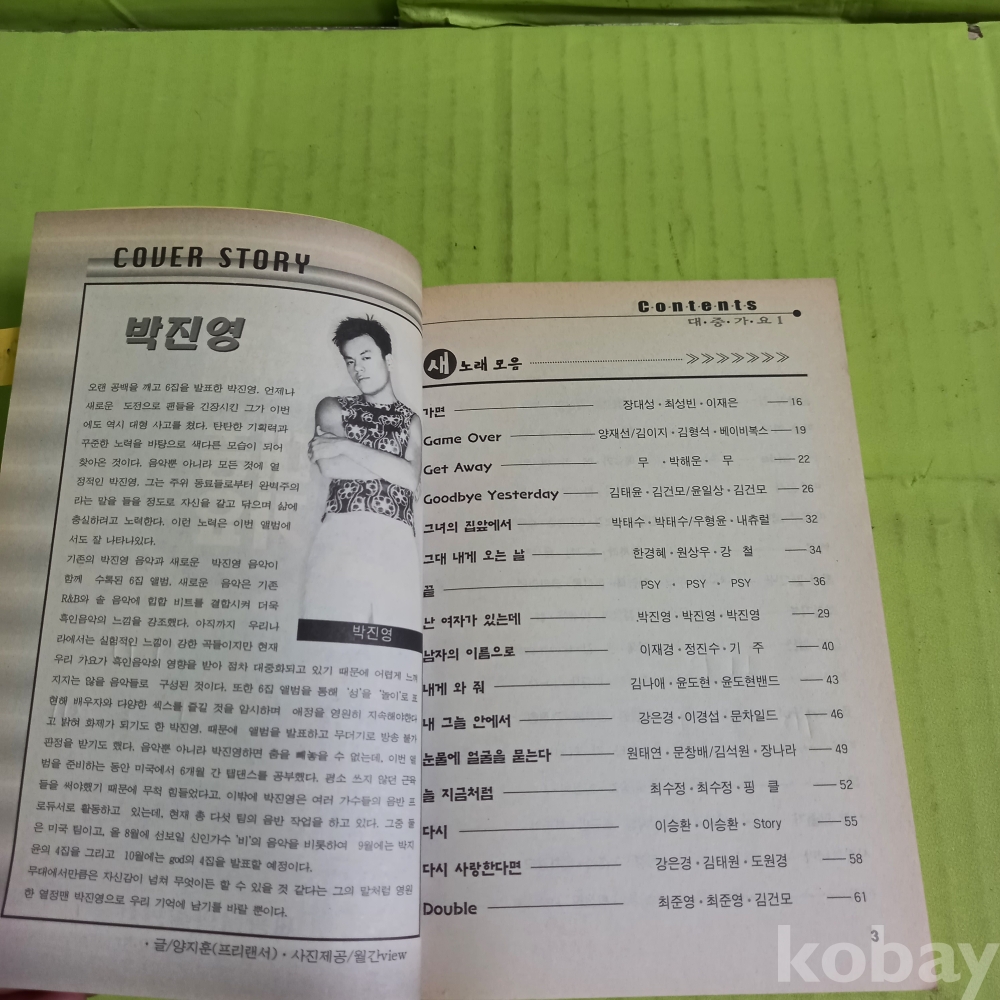 COVER STORY
박진영
오랜 공백을 깨고 6집을 발표한 박진영. 언제나
새로운 도전으로 팬들을 긴장시킨 그가 이번
에도 역시 대형 사고를 쳤다. 탄탄한 기획력과
꾸준한 노력을 바탕으로 색다른 모습이 되어
찾아온 것이다. 음악뿐 아니라 모든 것에 열
정적인 박진영. 그는 주위 동료들로부터 완벽주의
라는 말을 들을 정도로 자신을 갈고 닦으며 삶에
충실하려고 노력한다. 이런 노력은 이번 앨범에
서도 잘 나타나있다.
기존의 박진영 음악과 새로운 박진영 음악이
함께 수록된 6집 앨범. 새로운 음악은 기존
R&B와 솔 음악에 힙합 비트를 결합시켜 더욱
흑인음악의 느낌을 강조했다. 아직까지 우리나
라에서는 실험적인 느낌이 강한 곡들이지만 현재
우리 가요가 흑인음악의 영향을 받아 점차 대중화되고 있기 때문에 어렵게 느껴
지지는 않을 음악들로 구성된 것이다. 또한 6집 앨범을 통해 '성'을 '놀이'로 표
현해 배우자와 다양한 섹스를 즐길 것을 암시하며 애정을 영원히 지속해야한다
고 밝혀 화제가 되기도 한 박진영. 때문에 앨범을 발표하고 무더기로 방송 불가
판정을 받기도 했다. 음악뿐 아니라 박진영하면 춤을 빼놓을 수 없는데, 이번 앨
범을 준비하는 동안 미국에서 6개월 간 탭댄스를 공부했다. 평소 쓰지 않던 근육
들을 써야했기 때문에 무척 힘들었다고. 이밖에 박진영은 여러 가수들의 음반 프
로듀서로 활동하고 있는데, 현재 총 다섯 팀의 음반 작업을 하고 있다. 그중 둘
은 미국 팀이고, 올 8월에 선보일 신인가수 '비'의 음악을 비롯하여 9월에는 박지
윤의 4집을 그리고 10월에는 god의 4집을 발표할 예정이다.
무대에서만큼은 자신감이 넘쳐 무엇이든 할 수 있을 것 같다는 그의 말처럼 영원
한 열정맨 박진영으로 우리 기억에 남기를 바랄 뿐이다.
박진영
· 글/양지훈(프리랜서) · 사진제공/월간view
Contents
대·중·가·요 I
새 노래 모음 ≫≫≫≫
가면 장대성·최성빈·이재은 16
Game Over 양재선/김이지·김형석·베이비복스 19
Get Away 무·박해운·무 22
Goodbye Yesterday 김태윤·김건모/윤일상·김건모 26
그녀의 집앞에서 박태수·박태수/우형윤·내츄럴 32
그대 내게 오는 날 한경혜·원상우·강 철 34
끝 PSY · PSY · PSY 36
난 여자가 있는데 박진영·박진영·박진영 29
남자의 이름으로 이재경·정진수·기 주 40
내게 와 줘 김나애·윤도현·윤도현밴드 43
내 그늘 안에서 강은경·이경섭·문차일드 46
눈물에 얼굴을 묻는다 원태연·문창배/김석원·장나라 49
늘 지금처럼 최수정·최수정·핑 클 52
다시 이승환·이승환·Story 55
다시 사랑한다면 강은경·김태원·도원경 58
Double 최준영·최준영·김건모 61
3
kobay